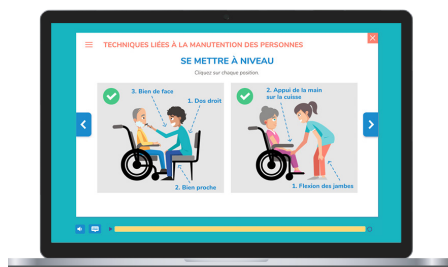 TECHNIQUES LIÉES À LA MANUTENTION DES PERSONNES
SE METTRE À NIVEAU
Cliquez sur chaque position
3. Bien de face
1. Dos droit
2. Bien proche
2. Appui de la main
sur la cuisse
1. Flexion des jambes